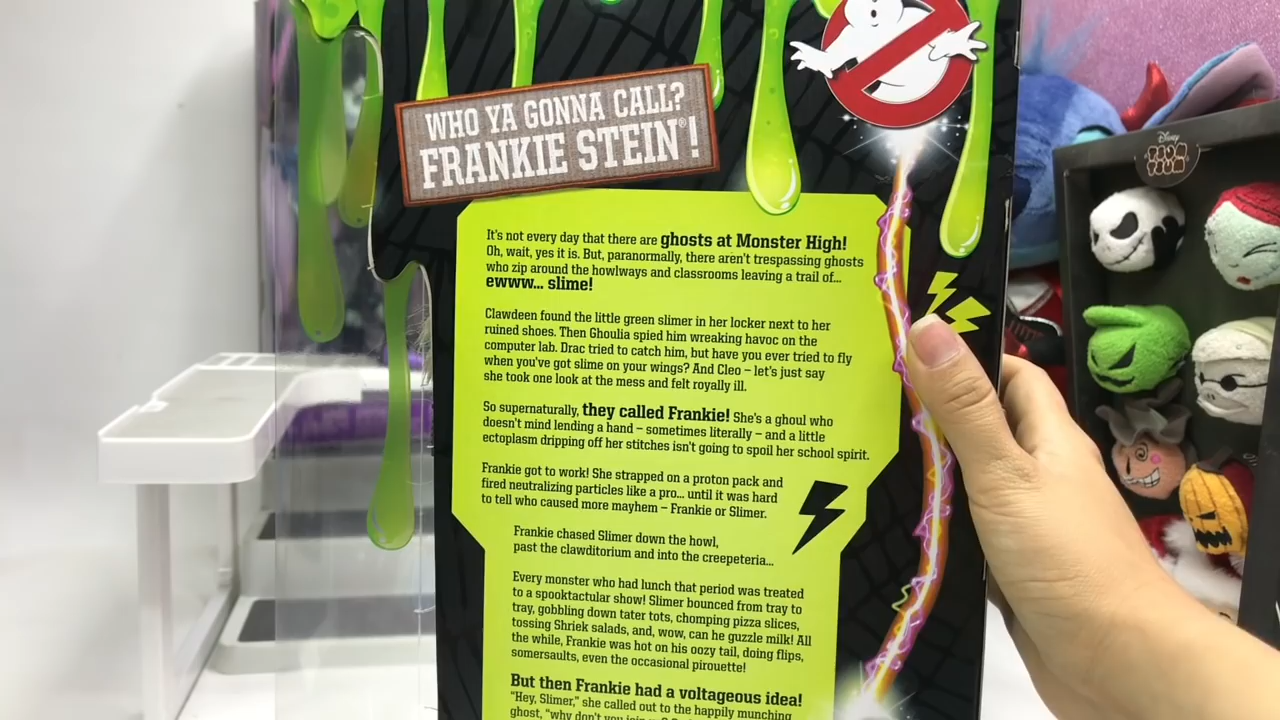 WHO YA GONNA CALL?
FRANKIE STEIN®!
It's not every day that there are ghosts at Monster High!
Oh, wait, yes it is. But, paranormally, there aren't trespassing ghosts
who zip around the howlways and classrooms leaving a trail of...
ewww... slime!
Clawdeen found the little green slimer in her locker next to her
ruined shoes. Then Ghoulia spied him wreaking havoc on the
computer lab. Drac tried to catch him, but have you ever tried to fly
when you've got slime on your wings? And Cleo – let's just say
she took one look at the mess and felt royally ill.
So supernaturally, they called Frankie! She's a ghoul who
doesn't mind lending a hand – sometimes literally – and a little
ectoplasm dripping off her stitches isn't going to spoil her school spirit.
Frankie got to work! She strapped on a proton pack and
fired neutralizing particles like a pro... until it was hard
to tell who caused more mayhem – Frankie or Slimer.
Frankie chased Slimer down the howl,
past the clawditorium and into the creepeteria...
Every monster who had lunch that period was treated
to a spooktactular show! Slimer bounced from tray to
tray, gobbling down tater tots, chomping pizza slices,
tossing Shriek salads, and, wow, can he guzzle milk! All
the while, Frankie was hot on his oozy tail, doing flips,
somersaults, even the occasional pirouette!
But then Frankie had a voltageous idea!
"Hey, Slimer," she called out to the happily munching
ghost, "why don't you join
Disney
TSUM TSUM